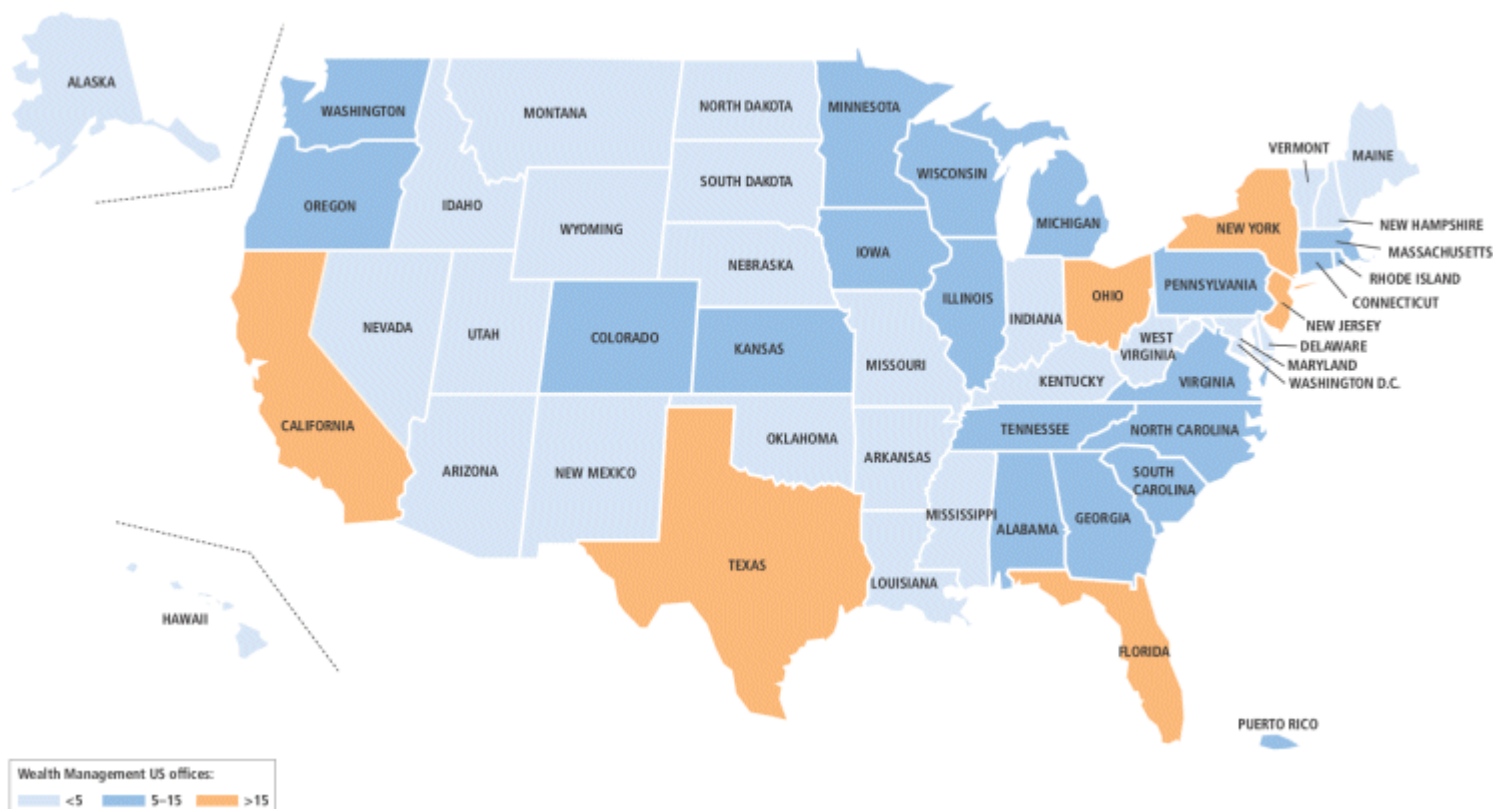 ALASKA
WASHINGTON
MONTANA
NORTH DAKOTA
MINNESOTA
VERMONT
MAINE
OREGON
IDAHO
WYOMING
SOUTH DAKOTA
WISCONSIN
MICHIGAN
NEW YORK
NEW HAMPSHIRE
MASSACHUSETTS
RHODE ISLAND
CONNECTICUT
NEW JERSEY
DELAWARE
MARYLAND
WASHINGTON D.C.
NEBRASKA
IOWA
ILLINOIS
INDIANA
OHIO
PENNSYLVANIA
NEVADA
UTAH
COLORADO
KANSAS
MISSOURI
KENTUCKY
WEST
VIRGINIA
VIRGINIA
CALIFORNIA
ARIZONA
NEW MEXICO
OKLAHOMA
ARKANSAS
TENNESSEE
NORTH CAROLINA
SOUTH
CAROLINA
MISSISSIPPI
ALABAMA
GEORGIA
TEXAS
LOUISIANA
FLORIDA
HAWAII
PUERTO RICO
Wealth Management US offices:
<5 5–15 >15